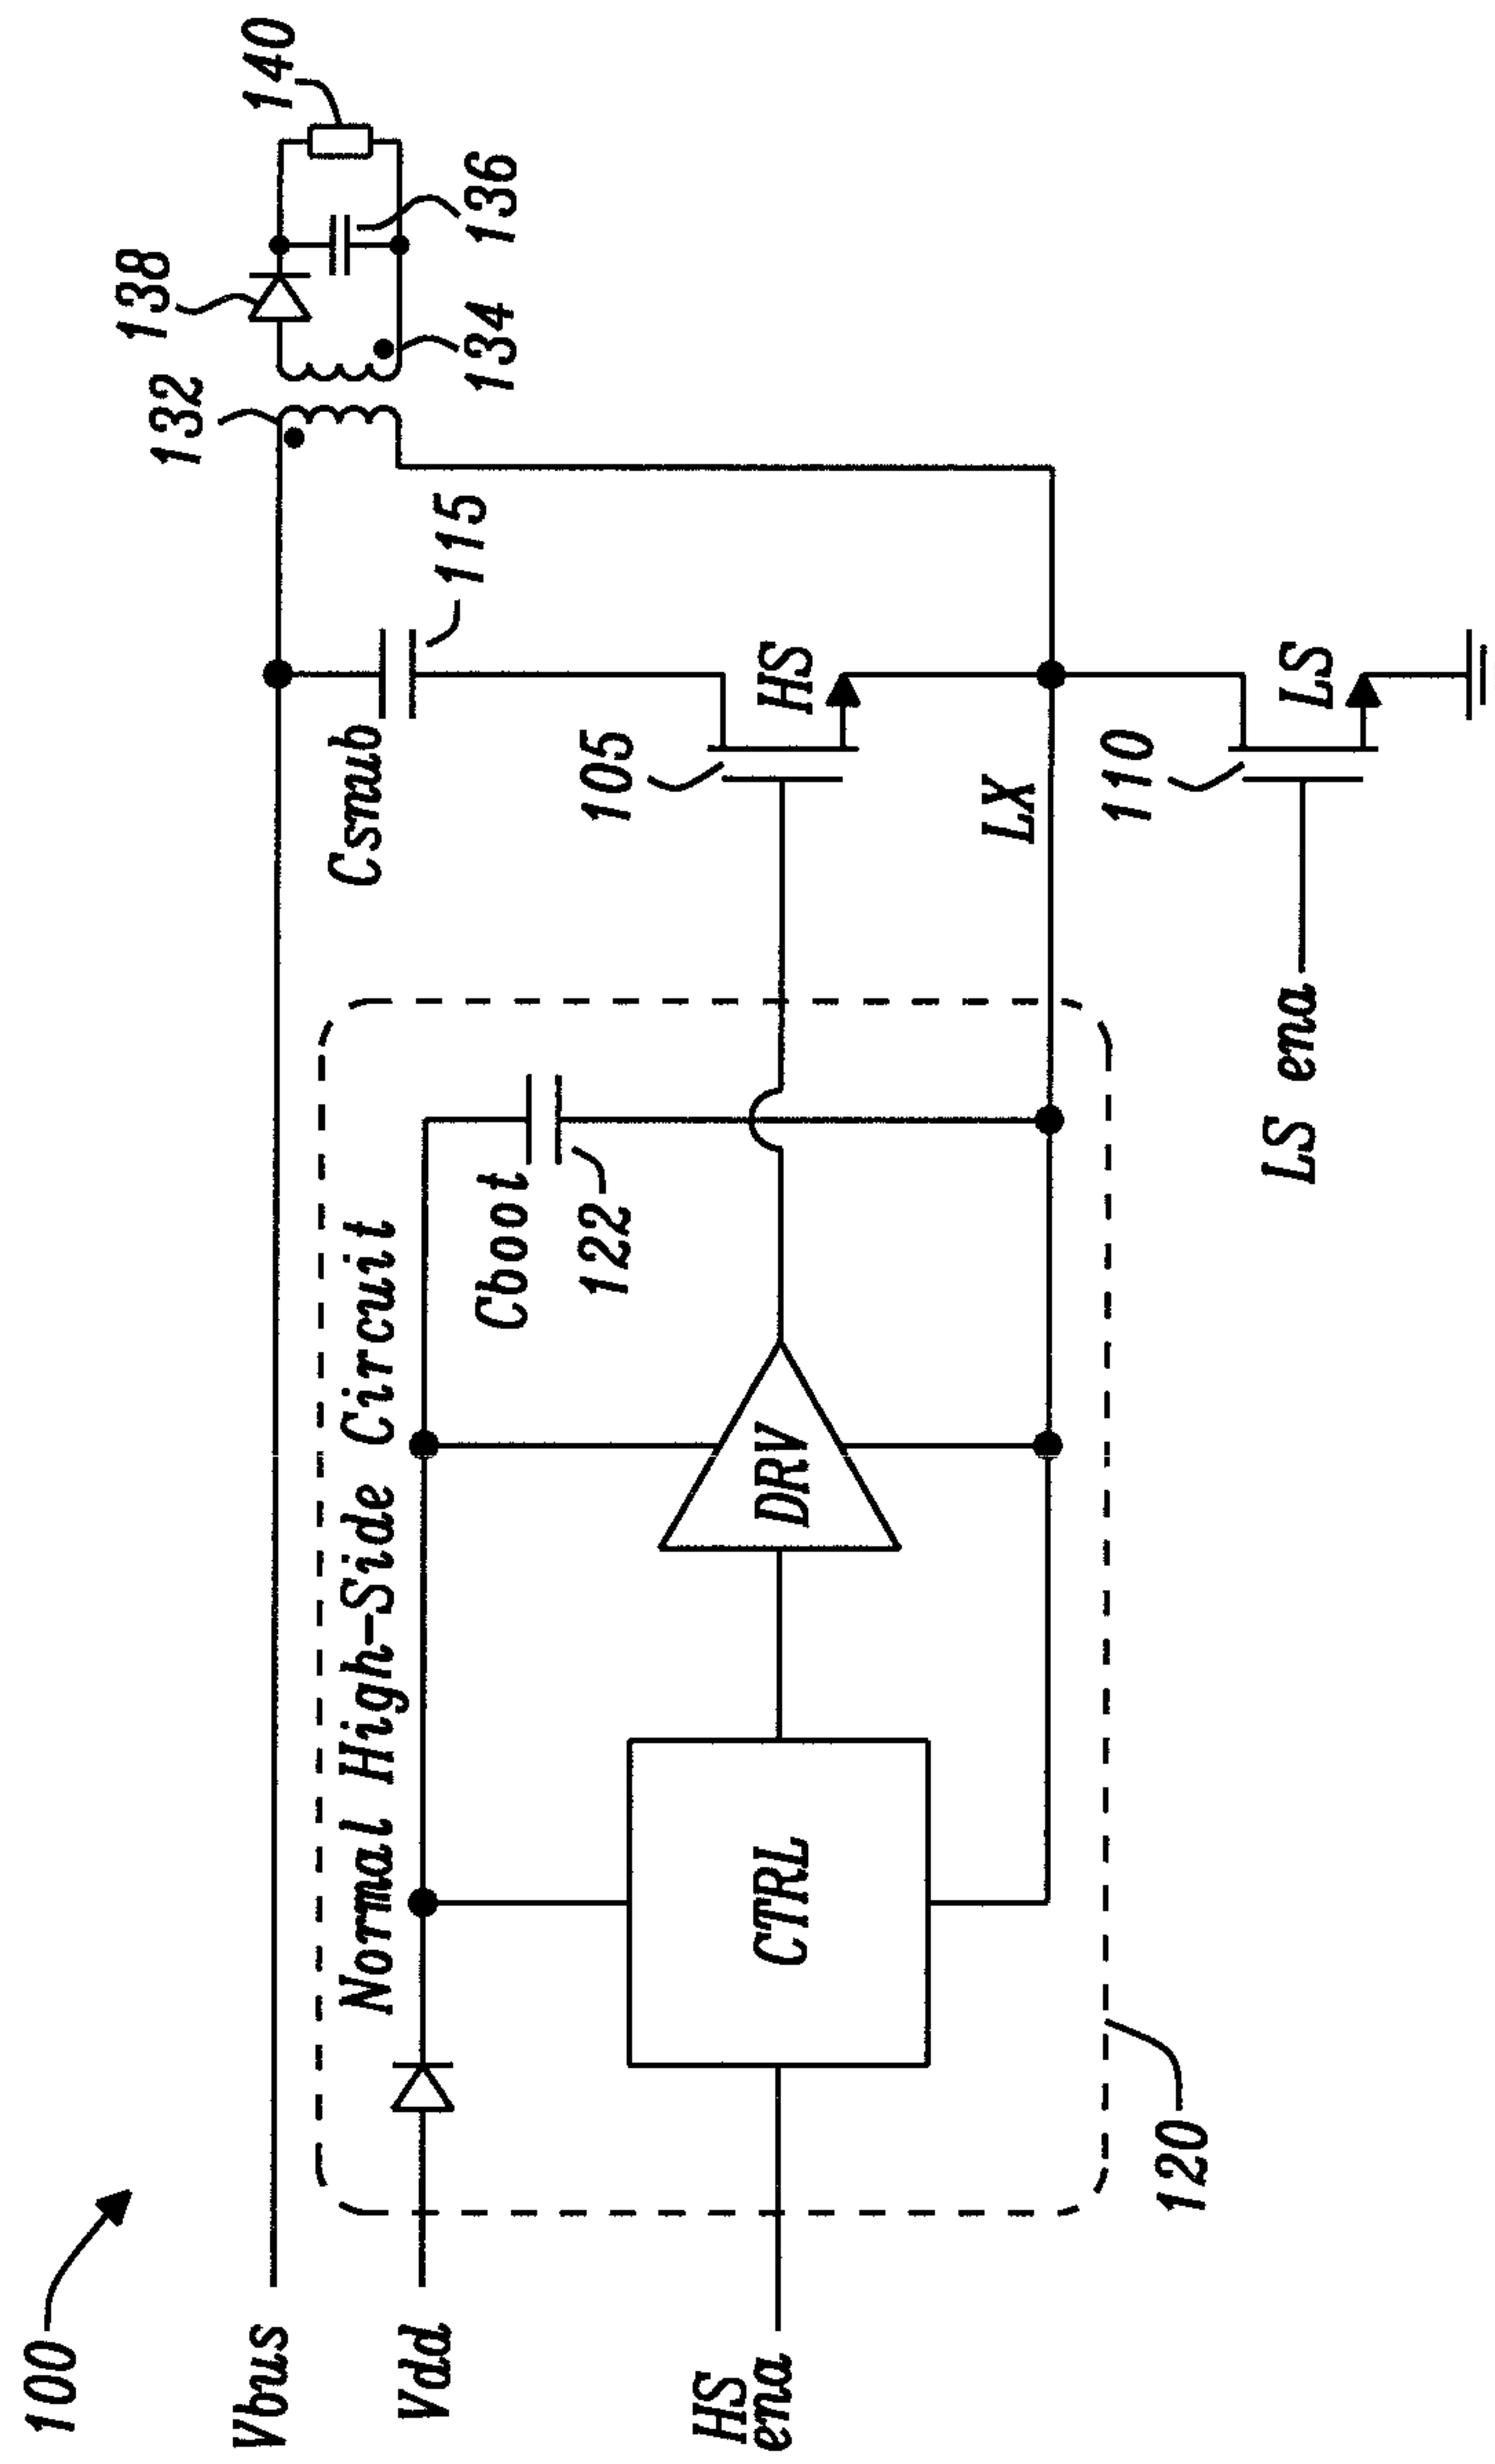 100
Vbus
Vdd
HS
ena
Normal High-Side Circuit
CTRL
DRV
Cboot
122
120
Csnub
115
105
HS
LX
110
LS
LS ena
132
138
134
136
140